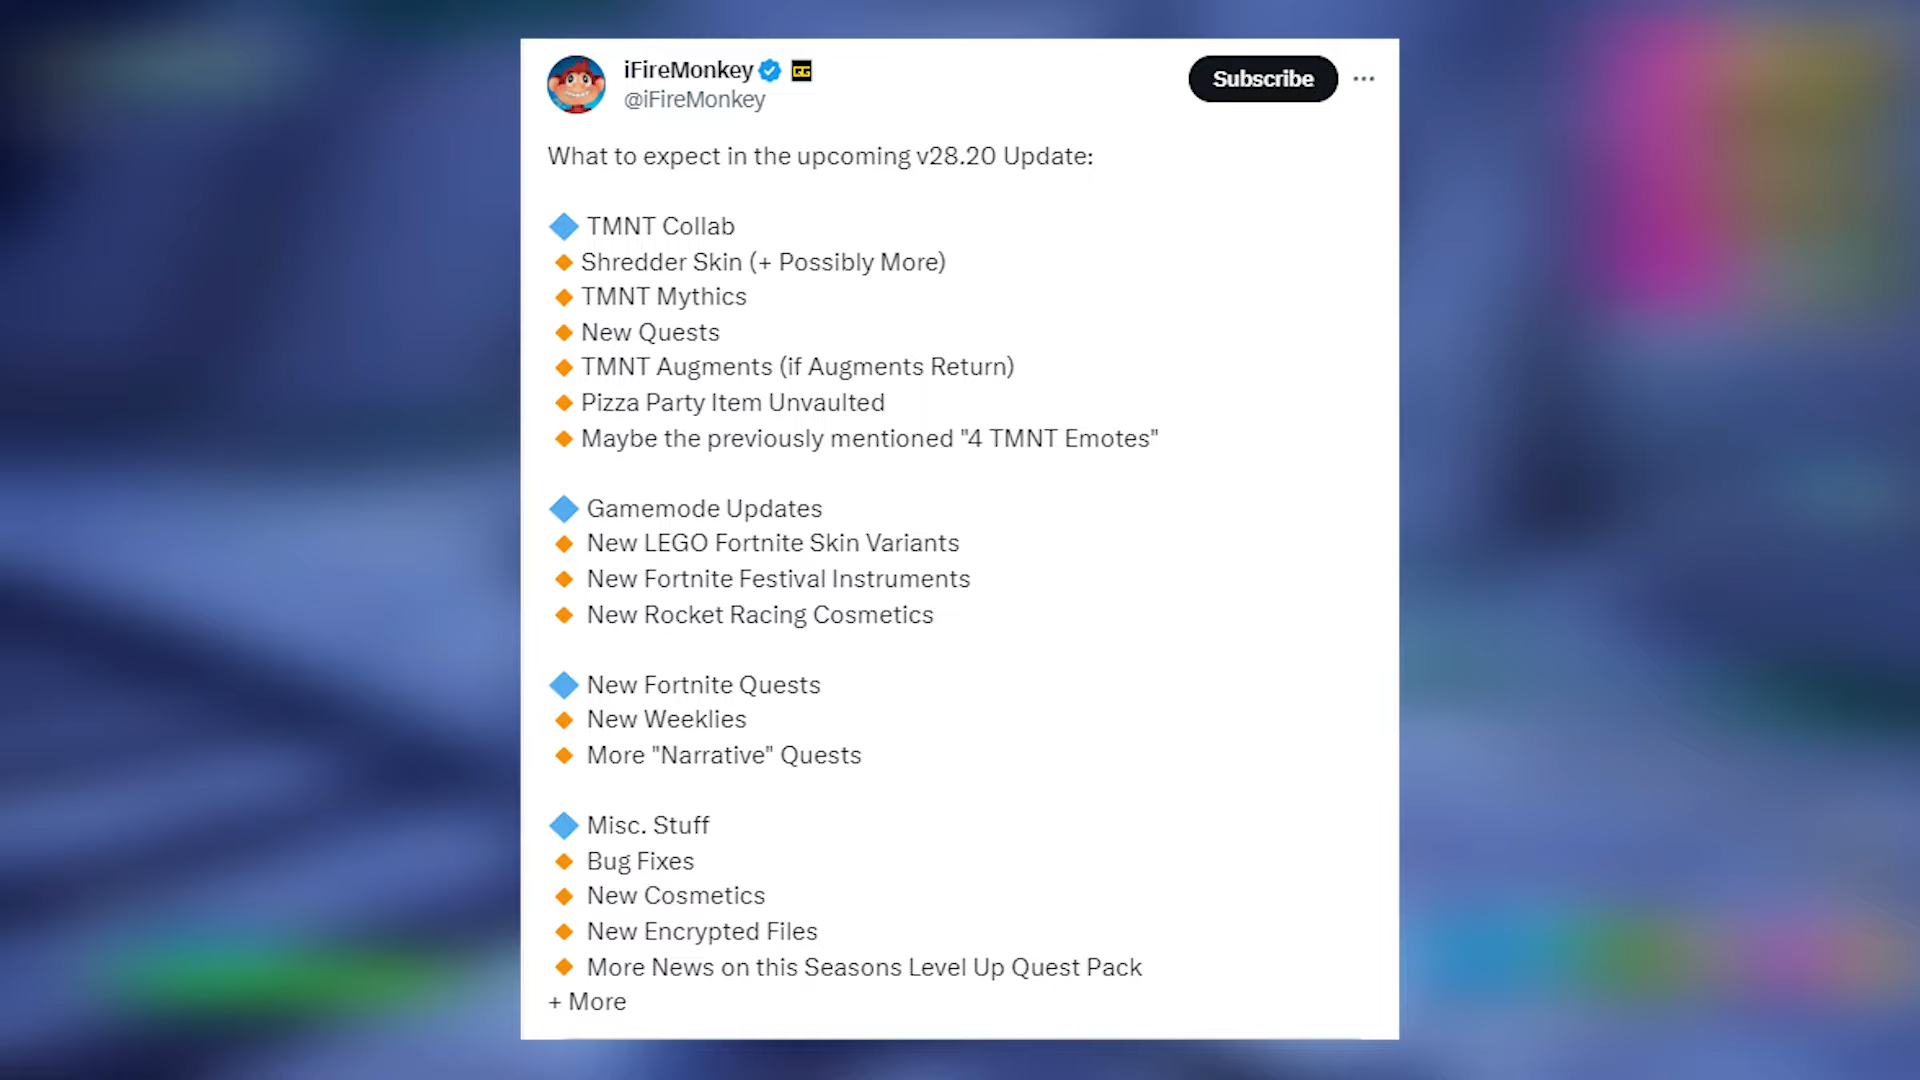 iFireMonkey GG
@iFireMonkey
Subscribe
What to expect in the upcoming v28.20 Update:
🔷 TMNT Collab
🔸 Shredder Skin (+ Possibly More)
🔸 TMNT Mythics
🔸 New Quests
🔸 TMNT Augments (if Augments Return)
🔸 Pizza Party Item Unvaulted
🔸 Maybe the previously mentioned "4 TMNT Emotes"
🔷 Gamemode Updates
🔸 New LEGO Fortnite Skin Variants
🔸 New Fortnite Festival Instruments
🔸 New Rocket Racing Cosmetics
🔷 New Fortnite Quests
🔸 New Weeklies
🔸 More "Narrative" Quests
🔷 Misc. Stuff
🔸 Bug Fixes
🔸 New Cosmetics
🔸 New Encrypted Files
🔸 More News on this Seasons Level Up Quest Pack
+ More